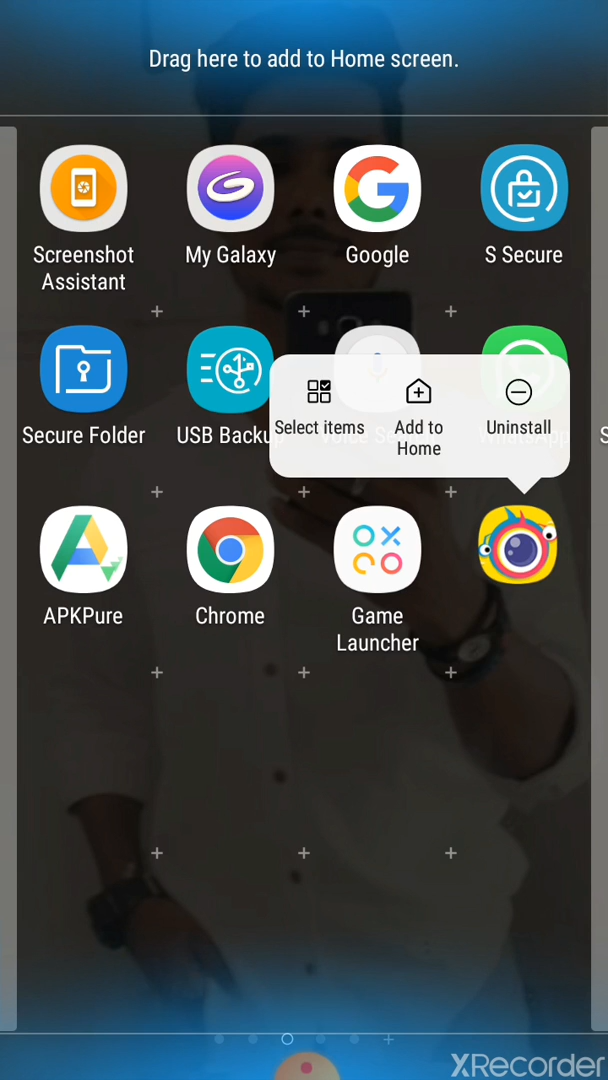 Drag here to add to Home screen.
Screenshot
Assistant
My Galaxy
Google
S Secure
Secure Folder
USB Backup
Select items
Add to
Home
Uninstall
WhatsApp
S
APKPure
Chrome
Game
Launcher
XRecorder